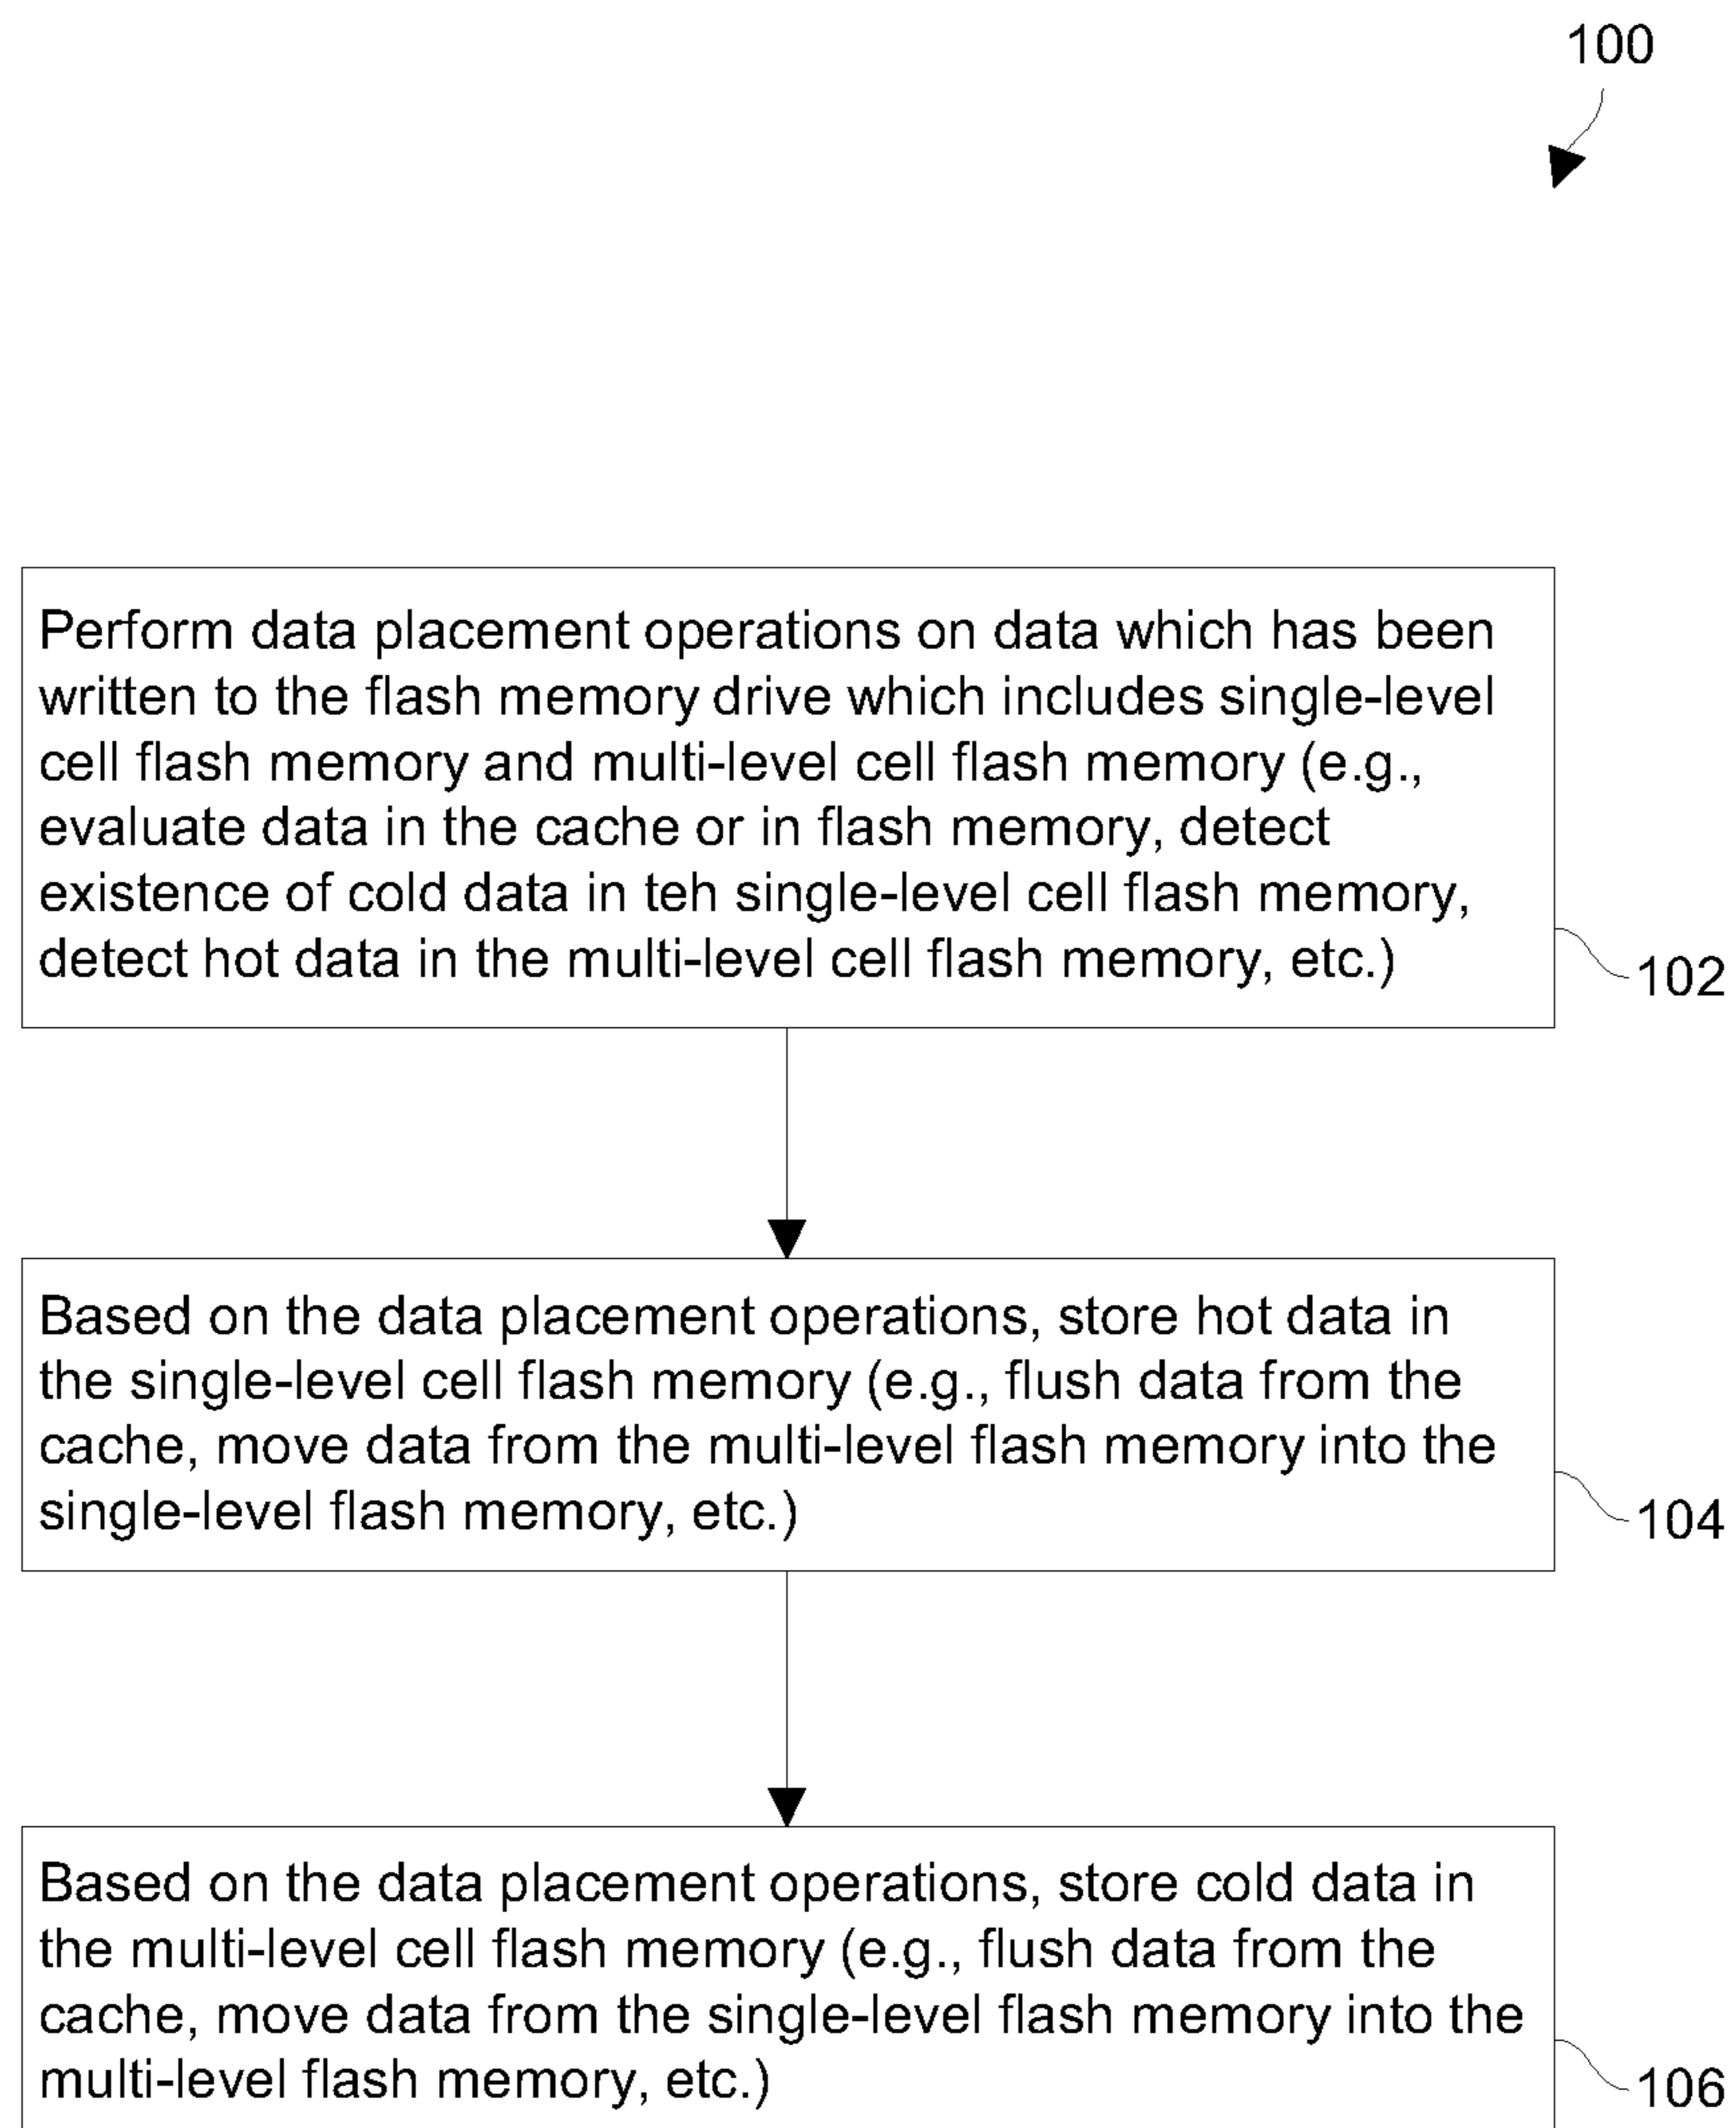 100
Perform data placement operations on data which has been
written to the flash memory drive which includes single-level
cell flash memory and multi-level cell flash memory (e.g.,
evaluate data in the cache or in flash memory, detect
existence of cold data in teh single-level cell flash memory,
detect hot data in the multi-level cell flash memory, etc.)
102
Based on the data placement operations, store hot data in
the single-level cell flash memory (e.g., flush data from the
cache, move data from the multi-level flash memory into the
single-level flash memory, etc.)
104
Based on the data placement operations, store cold data in
the multi-level cell flash memory (e.g., flush data from the
cache, move data from the single-level flash memory into the
multi-level flash memory, etc.)
106